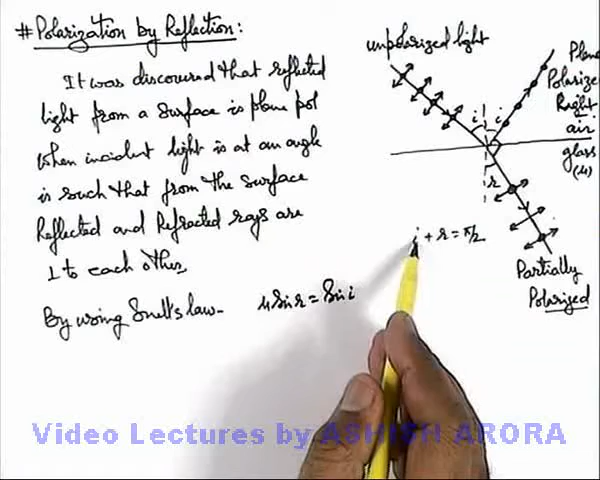 # Polarization by Reflection:
It was discovered that reflected
light from a surface is plane pol
when incident light is at an angle
is such that from the surface
Reflected and Refracted rays are
⊥ to each other
By using Snell's law- μ sin r = Sin i
unpolarized light
Plane
Polarize
Right
i i
air
glass
(μ)
r
i + r = π/2
Partially
Polarized
Video Lectures by ASHISH ARORA